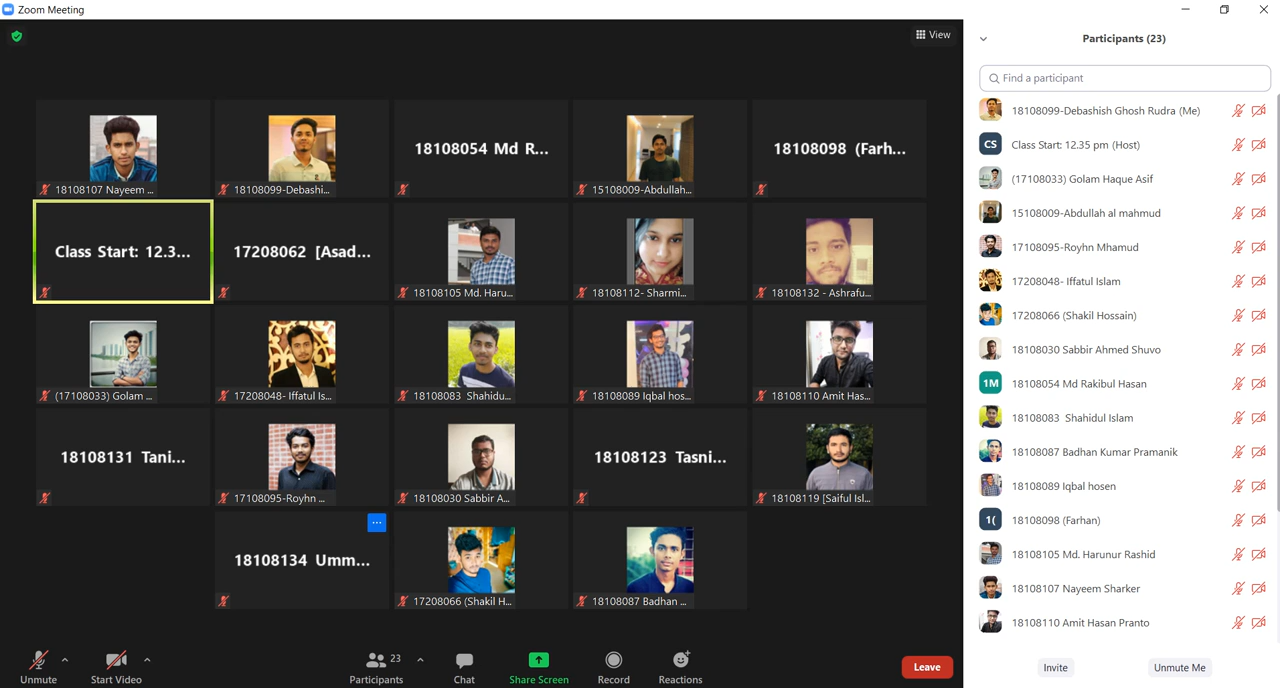 Zoom Meeting
View
18108107 Nayeem ...
18108099-Debashi...
18108054 Md R...
15108009-Abdullah...
18108098 (Farh...
Class Start: 12.3...
17208062 [Asad...
18108105 Md. Haru...
18108112- Sharmi...
18108132 - Ashrafu...
(17108033) Golam ...
17208048- Iffatul Is...
18108083 Shahidu...
18108089 Iqbal hos...
18108110 Amit Has...
18108131 Tani...
17108095-Royhn ...
18108030 Sabbir A...
18108123 Tasni...
18108119 [Saiful Isl...
18108134 Umm...
17208066 (Shakil H...
18108087 Badhan ...
Unmute
Start Video
23
Participants
Chat
Share Screen
Record
Reactions
Leave
Participants (23)
Find a participant
18108099-Debashish Ghosh Rudra (Me)
CS Class Start: 12.35 pm (Host)
(17108033) Golam Haque Asif
15108009-Abdullah al mahmud
17108095-Royhn Mhamud
17208048- Iffatul Islam
17208066 (Shakil Hossain)
18108030 Sabbir Ahmed Shuvo
1M 18108054 Md Rakibul Hasan
18108083 Shahidul Islam
18108087 Badhan Kumar Pramanik
18108089 Iqbal hosen
1( 18108098 (Farhan)
18108105 Md. Harunur Rashid
18108107 Nayeem Sharker
18108110 Amit Hasan Pranto
Invite
Unmute Me